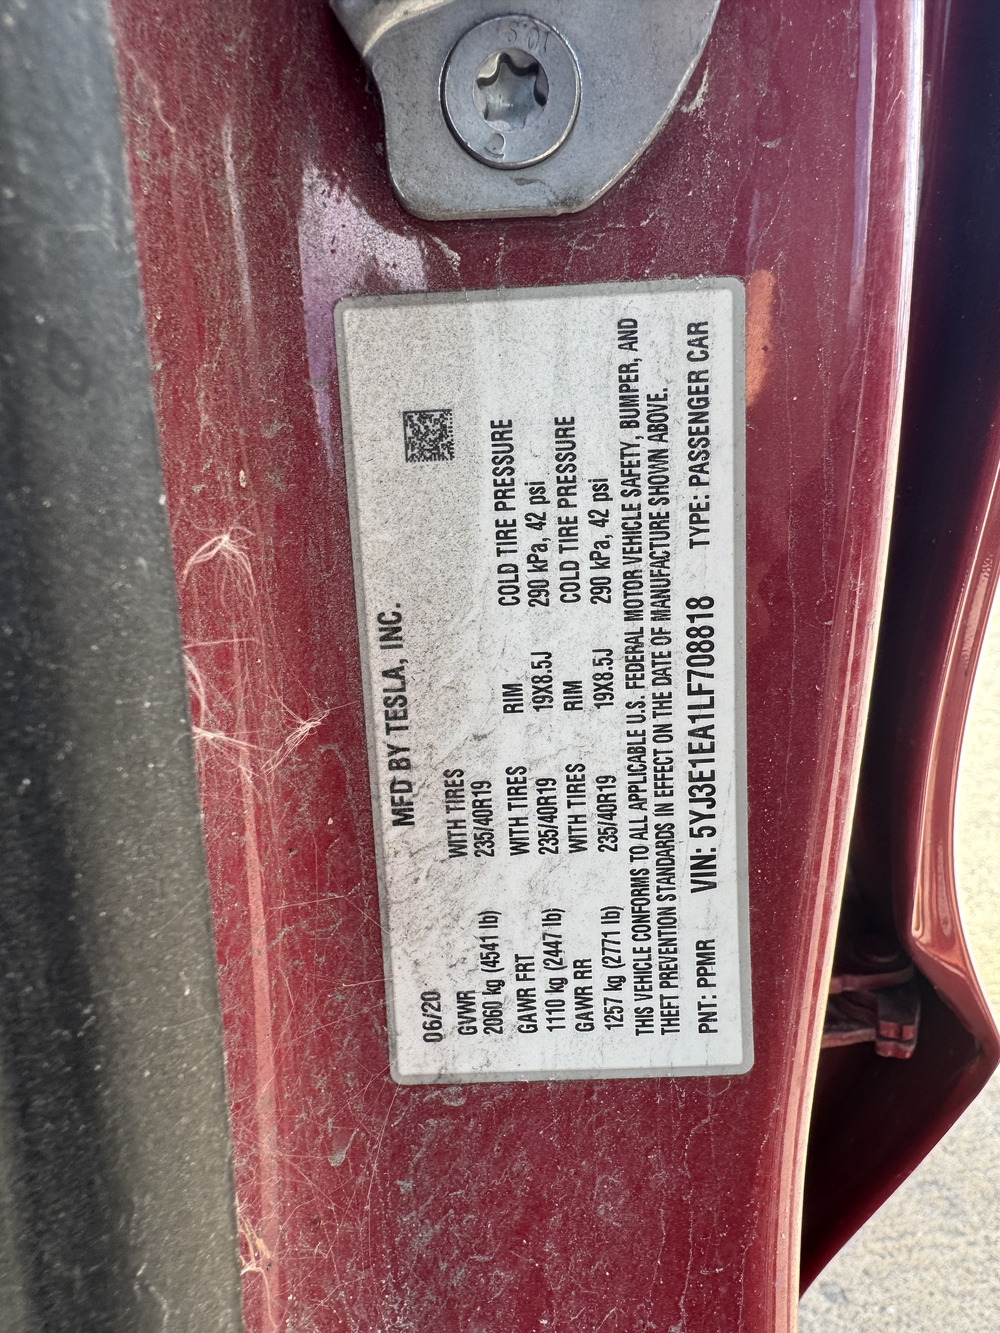 MFD BY TESLA, INC.
06/20
GVWR WITH TIRES
2060 kg (4541 lb) 235/40R19
GAWR FRT WITH TIRES RIM COLD TIRE PRESSURE
1110 kg (2447 lb) 235/40R19 19X8.5J 290 kPa, 42 psi
GAWR RR WITH TIRES RIM COLD TIRE PRESSURE
1257 kg (2771 lb) 235/40R19 19X8.5J 290 kPa, 42 psi
THIS VEHICLE CONFORMS TO ALL APPLICABLE U.S. FEDERAL MOTOR VEHICLE SAFETY, BUMPER, AND
THEFT PREVENTION STANDARDS IN EFFECT ON THE DATE OF MANUFACTURE SHOWN ABOVE.
PNT: PPMR VIN: 5YJ3E1EA1LF708818 TYPE: PASSENGER CAR